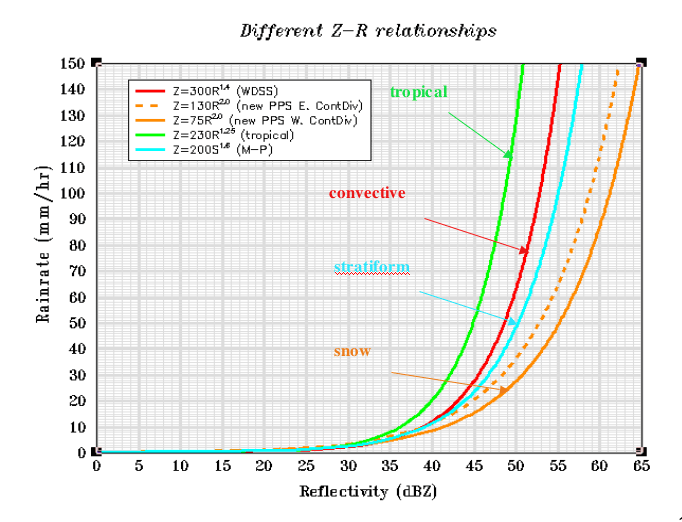 Different Z-R relationships
150
140
130
120
110
100
90
80
70
60
50
40
30
20
10
0
Rainrate (mm/hr)
Z=300R1.4 (WDSS)
Z=130R2.0 (new PPS E. ContDiv)
Z=75R2.0 (new PPS W. ContDiv)
Z=230R1.25 (tropical)
Z=200S1.6 (M-P)
tropical
convective
stratiform
snow
0 5 10 15 20 25 30 35 40 45 50 55 60 65
Reflectivity (dBZ)